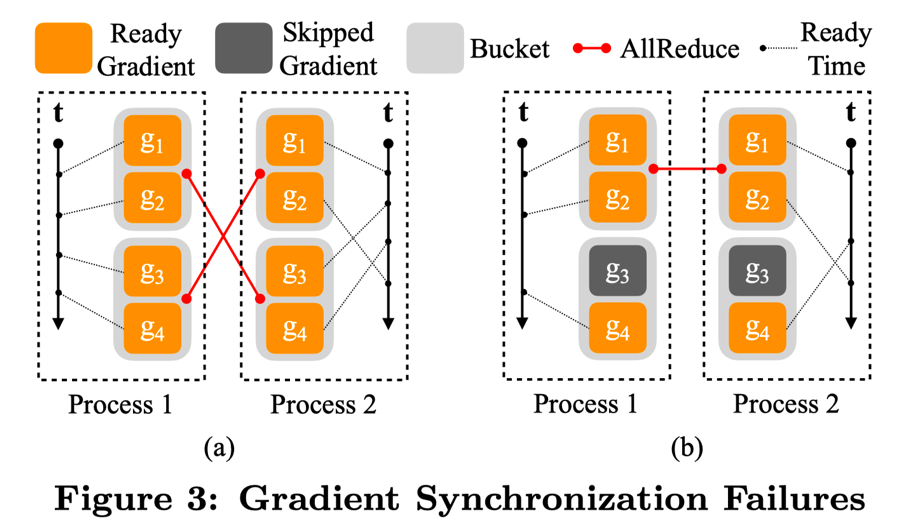 Ready Gradient
Skipped Gradient
Bucket
AllReduce
Ready Time
t
g1
g2
g3
g4
Process 1
t
g1
g2
g3
g4
Process 2
(a)
t
g1
g2
g3
g4
Process 1
t
g1
g2
g3
g4
Process 2
(b)
Figure 3: Gradient Synchronization Failures